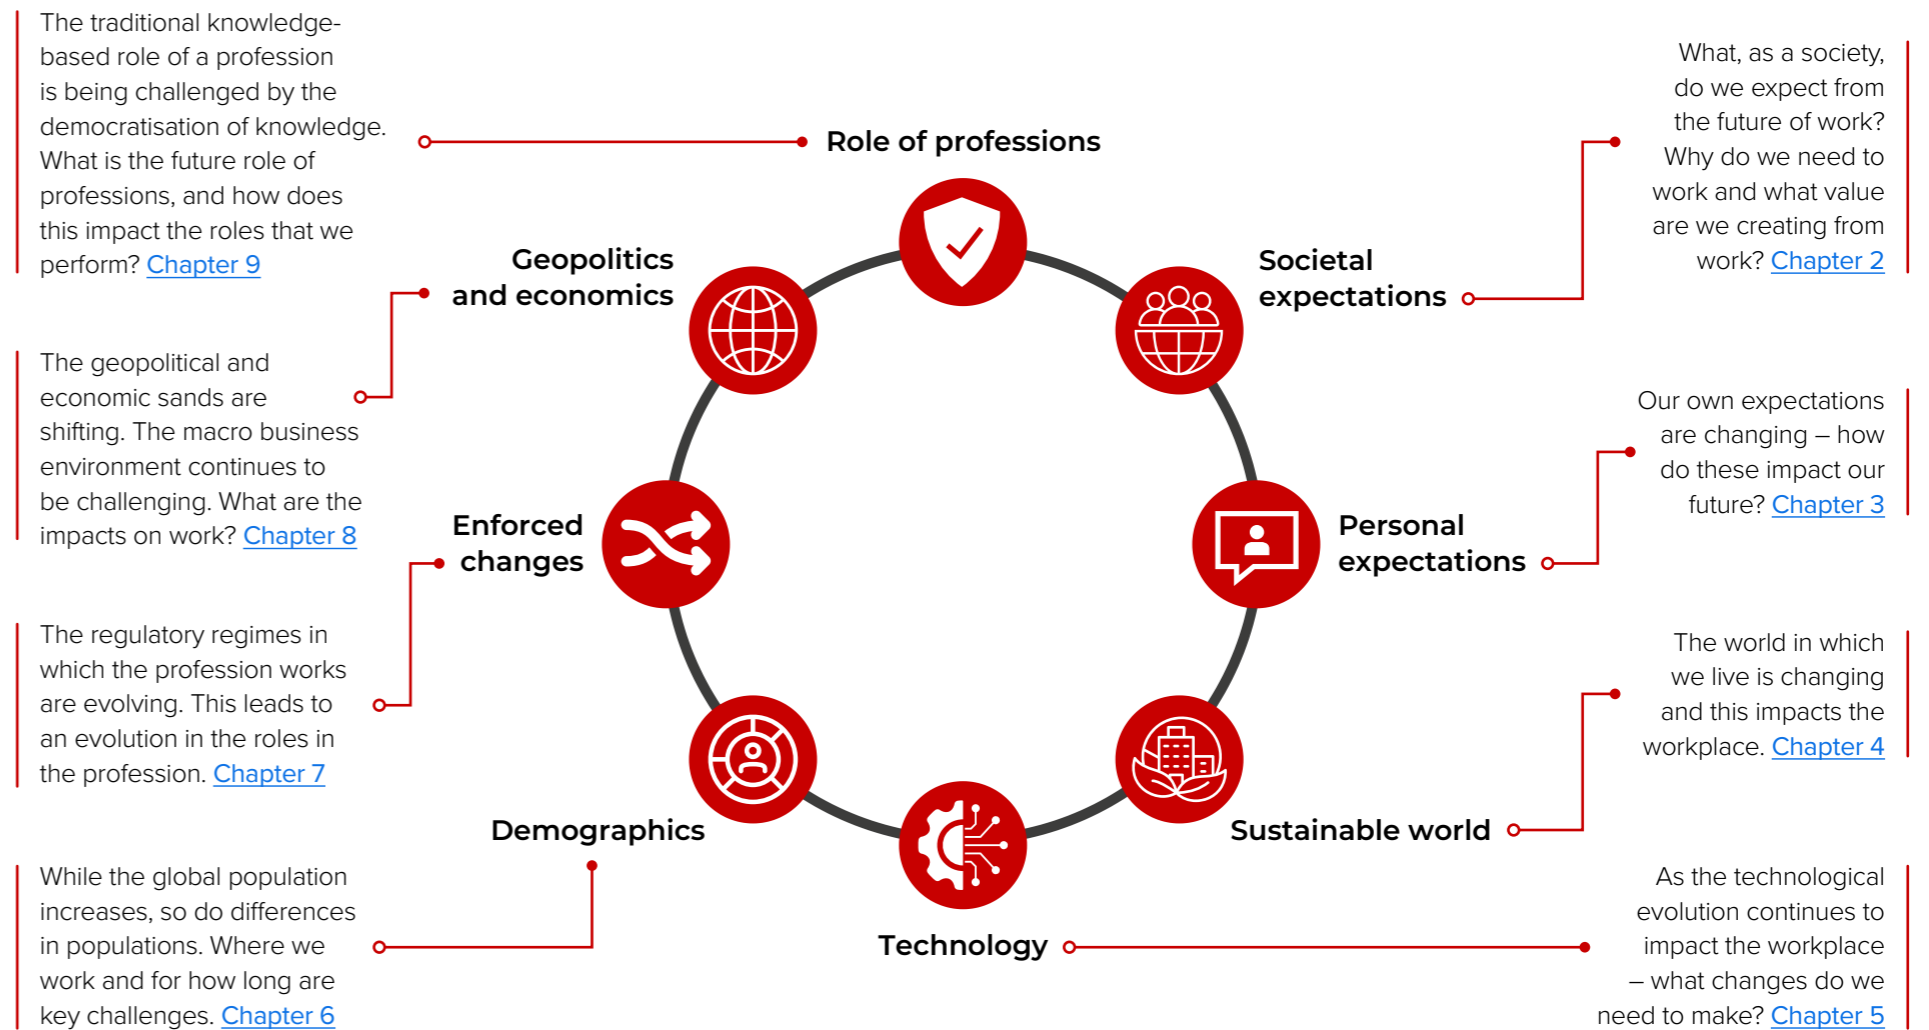 The traditional knowledge-
based role of a profession
is being challenged by the
democratisation of knowledge.
What is the future role of
professions, and how does
this impact the roles that we
perform? Chapter 9
Role of professions
What, as a society,
do we expect from
the future of work?
Why do we need to
work and what value
are we creating from
work? Chapter 2
Geopolitics
and economics
Societal
expectations
The geopolitical and
economic sands are
shifting. The macro business
environment continues to
be challenging. What are the
impacts on work? Chapter 8
Our own expectations
are changing – how
do these impact our
future? Chapter 3
Enforced
changes
Personal
expectations
The regulatory regimes in
which the profession works
are evolving. This leads to
an evolution in the roles in
the profession. Chapter 7
The world in which
we live is changing
and this impacts the
workplace. Chapter 4
Demographics
Sustainable world
While the global population
increases, so do differences
in populations. Where we
work and for how long are
key challenges. Chapter 6
Technology
As the technological
evolution continues to
impact the workplace
– what changes do we
need to make? Chapter 5